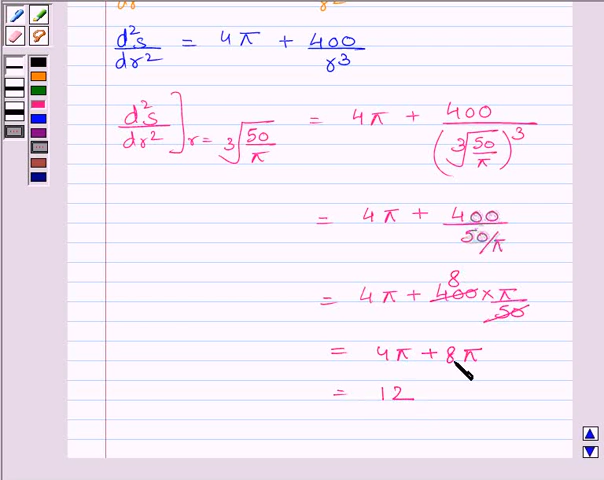 d²s/dr² = 4π + 400/r³
d²s/dr²]r=∛(50/π) = 4π + 400/(∛(50/π))³
= 4π + 400/(50/π)
= 4π + 8 400 × π/50
= 4π + 8π
= 12